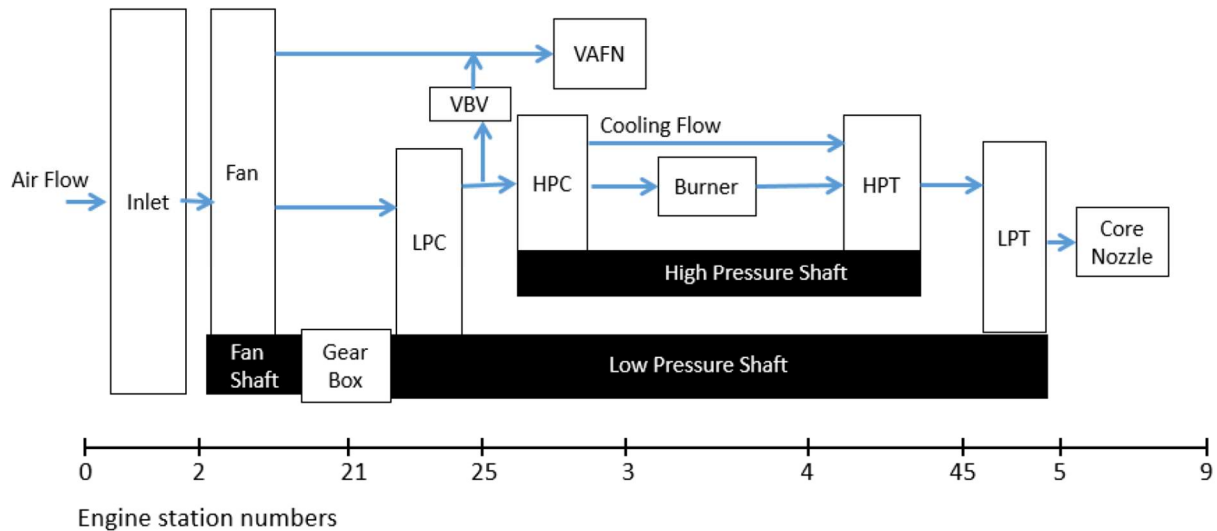 VAFN
VBV
Cooling Flow
Air Flow
Inlet
Fan
LPC
HPC
Burner
HPT
LPT
Core
Nozzle
High Pressure Shaft
Fan
Shaft
Gear
Box
Low Pressure Shaft
0 2 21 25 3 4 45 5 9
Engine station numbers